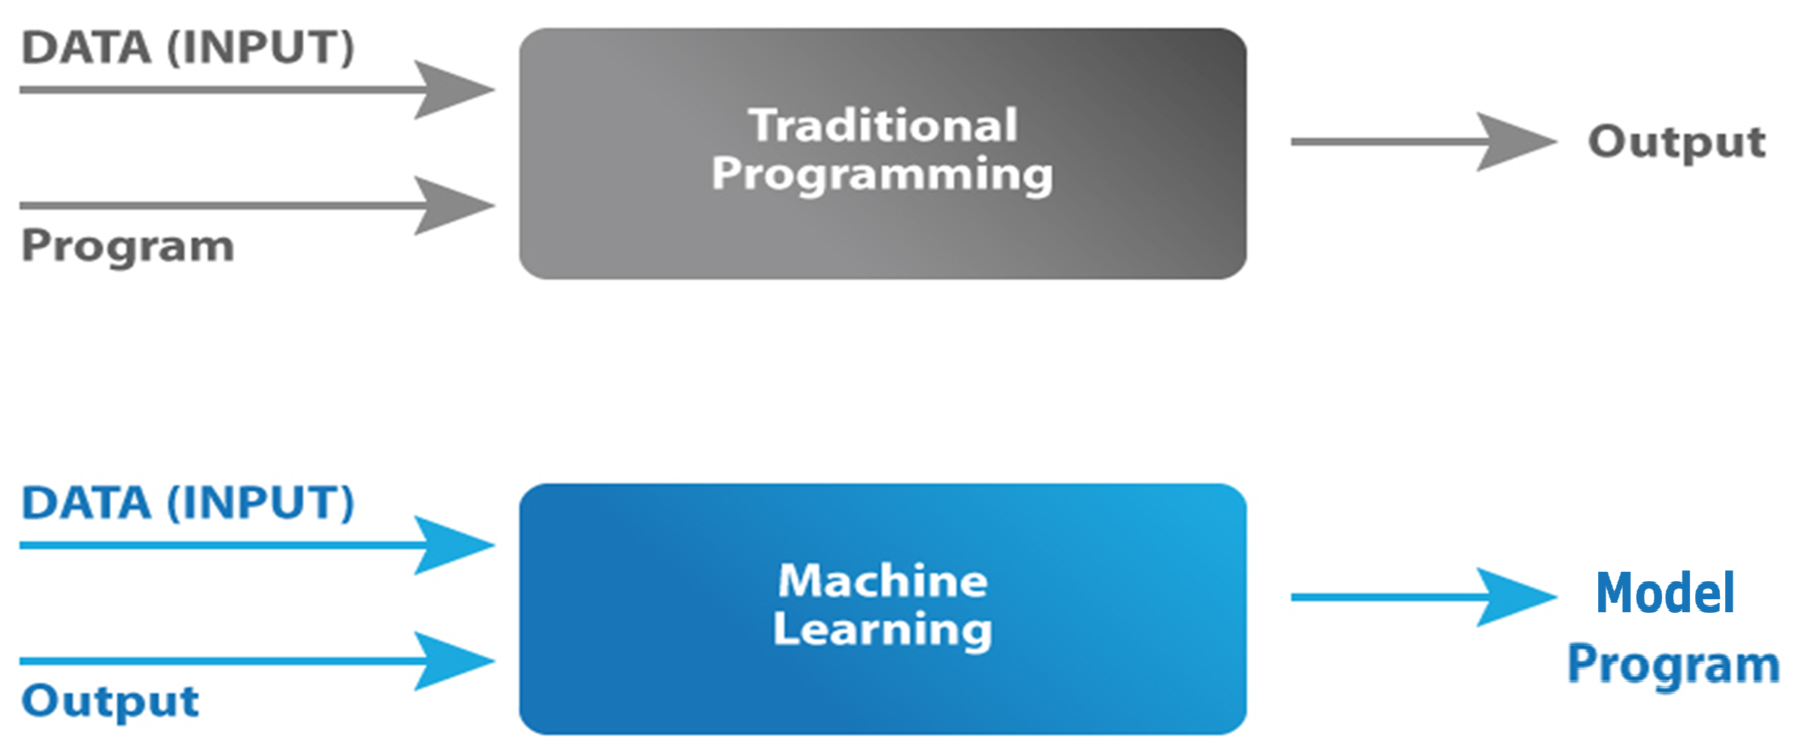 DATA (INPUT)
Program
Traditional
Programming
Output
DATA (INPUT)
Output
Machine
Learning
Model
Program